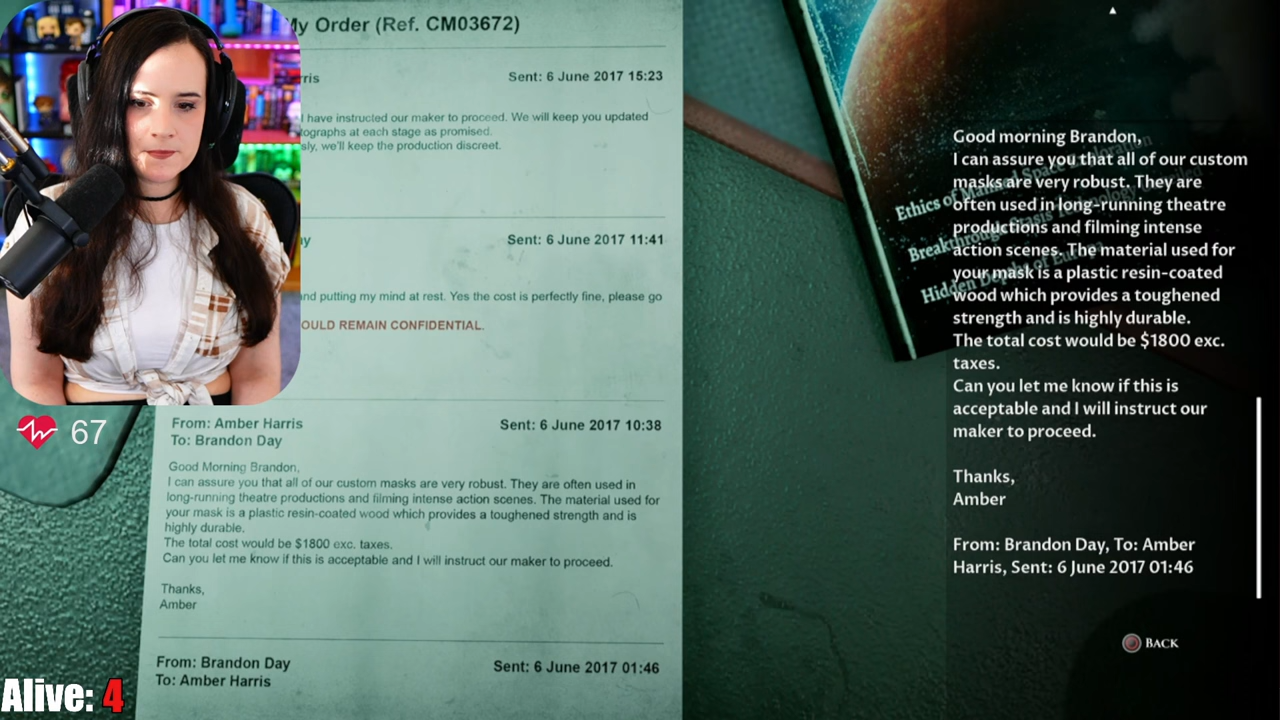 My Order (Ref. CM03672)
Sent: 6 June 2017 15:23
have instructed our maker to proceed. We will keep you updated
at each stage as promised.
we'll keep the production discreet.
Sent: 6 June 2017 11:41
and putting my mind at rest. Yes the cost is perfectly fine, please go
REMAIN CONFIDENTIAL.
From: Amber Harris
To: Brandon Day
Sent: 6 June 2017 10:38
Good Morning Brandon,
I can assure you that all of our custom masks are very robust. They are often used in
long-running theatre productions and filming intense action scenes. The material used for
your mask is a plastic resin-coated wood which provides a toughened strength and is
highly durable.
The total cost would be $1800 exc. taxes.
Can you let me know if this is acceptable and I will instruct our maker to proceed.
Thanks,
Amber
From: Brandon Day
To: Amber Harris
Sent: 6 June 2017 01:46
67
Alive: 4
Ethics of Manned Space Exploration
Breakthrough Stasis Technology
Hidden Depths of Europa
Good morning Brandon,
I can assure you that all of our custom
masks are very robust. They are
often used in long-running theatre
productions and filming intense
action scenes. The material used for
your mask is a plastic resin-coated
wood which provides a toughened
strength and is highly durable.
The total cost would be $1800 exc.
taxes.
Can you let me know if this is
acceptable and I will instruct our
maker to proceed.
Thanks,
Amber
From: Brandon Day, To: Amber
Harris, Sent: 6 June 2017 01:46
BACK